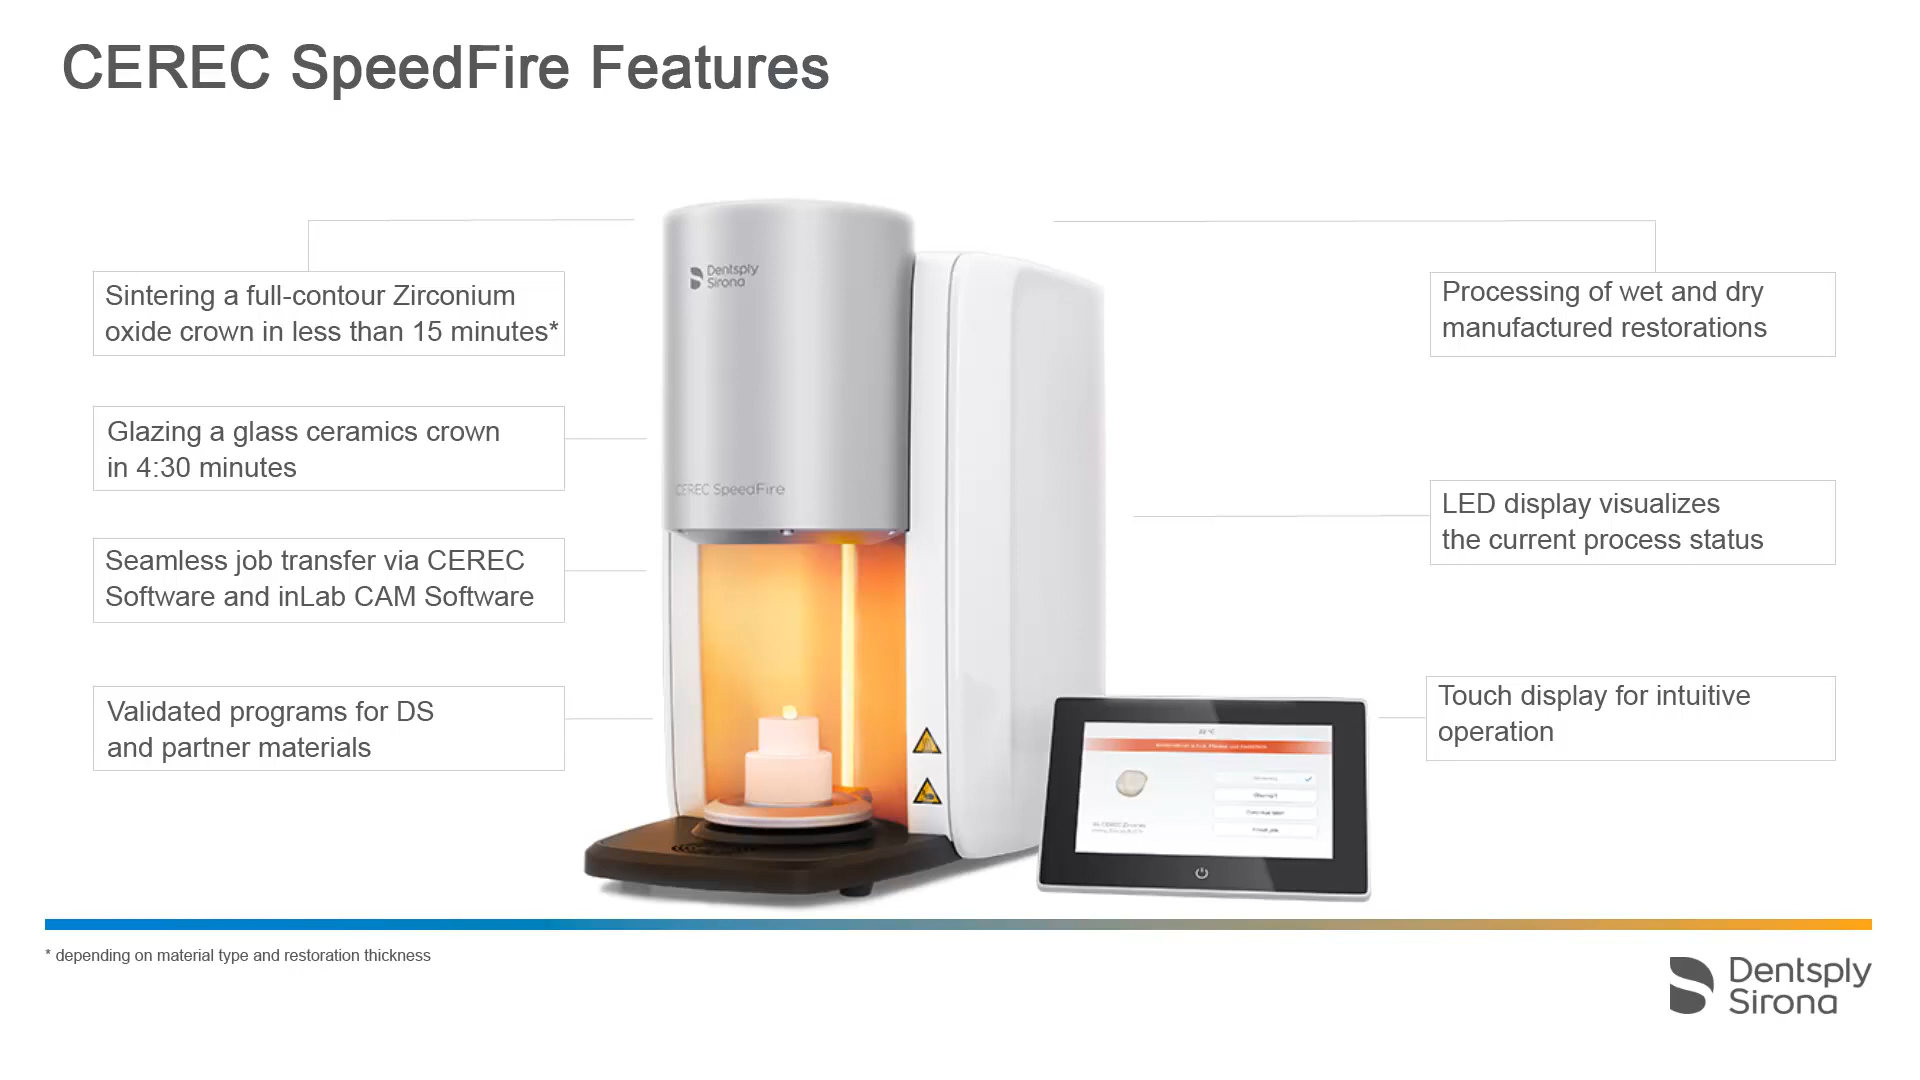 CEREC SpeedFire Features
Sintering a full-contour Zirconium
oxide crown in less than 15 minutes*
Glazing a glass ceramics crown
in 4:30 minutes
Seamless job transfer via CEREC
Software and inLab CAM Software
Validated programs for DS
and partner materials
Dentsply
Sirona
CEREC SpeedFire
Processing of wet and dry
manufactured restorations
LED display visualizes
the current process status
Touch display for intuitive
operation
22 °C
* depending on material type and restoration thickness
Dentsply
Sirona